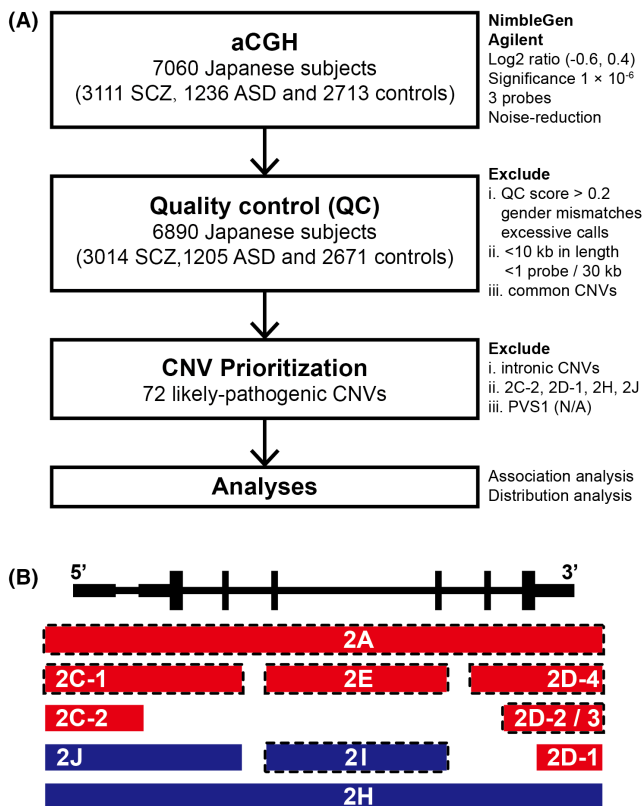 (A)
aCGH
7060 Japanese subjects
(3111 SCZ, 1236 ASD and 2713 controls)
NimbleGen
Agilent
Log2 ratio (-0.6, 0.4)
Significance 1 × 10⁻⁶
3 probes
Noise-reduction
Quality control (QC)
6890 Japanese subjects
(3014 SCZ,1205 ASD and 2671 controls)
Exclude
i. QC score > 0.2
gender mismatches
excessive calls
ii. <10 kb in length
<1 probe / 30 kb
iii. common CNVs
CNV Prioritization
72 likely-pathogenic CNVs
Exclude
i. intronic CNVs
ii. 2C-2, 2D-1, 2H, 2J
iii. PVS1 (N/A)
Analyses
Association analysis
Distribution analysis
(B)
5’ 3’
2A
2C-1 2E 2D-4
2C-2 2D-2 / 3
2J 2I 2D-1
2H